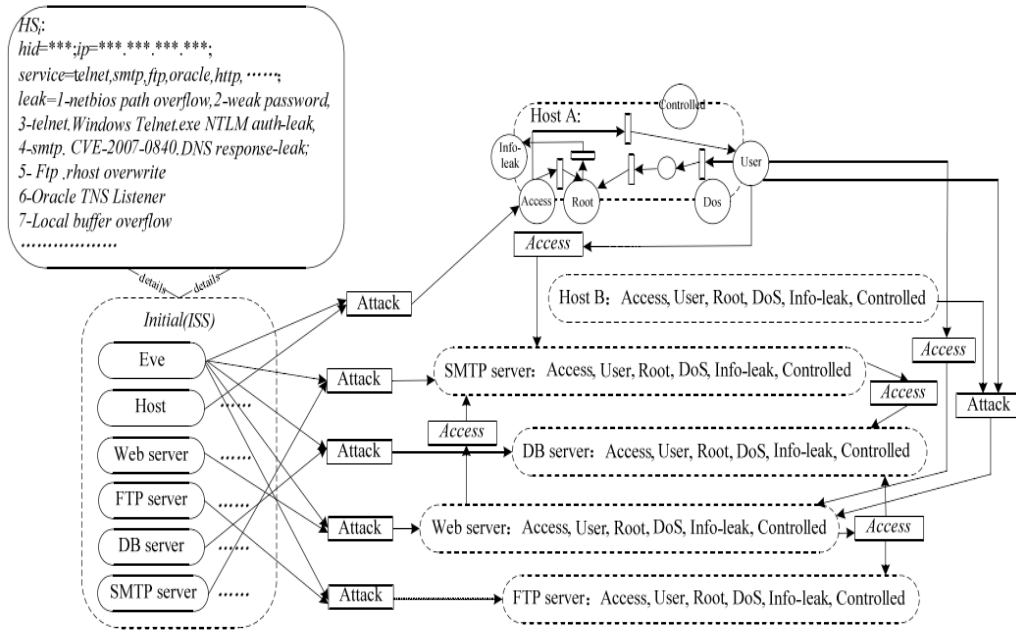 HSi:
hid=***;ip=***.***.***.***;
service=telnet,smtp,ftp,oracle,http, ······;
leak=1-netbios path overflow,2-weak password,
3-telnet.Windows Telnet.exe NTLM auth-leak,
4-smtp. CVE-2007-0840.DNS response-leak;
5- Ftp .rhost overwrite
6-Oracle TNS Listener
7-Local buffer overflow
··················
details
details
Initial(ISS)
Eve
Host
······
Web server
······
FTP server
······
DB server
······
SMTP server
······
Attack
Attack
Attack
Attack
Attack
Host A:
Controlled
Info-
leak
User
Access
Root
Dos
Access
Host B: Access, User, Root, DoS, Info-leak, Controlled
Access
SMTP server: Access, User, Root, DoS, Info-leak, Controlled
Access
Attack
Access
DB server: Access, User, Root, DoS, Info-leak, Controlled
Web server: Access, User, Root, DoS, Info-leak, Controlled
Access
FTP server: Access, User, Root, DoS, Info-leak, Controlled